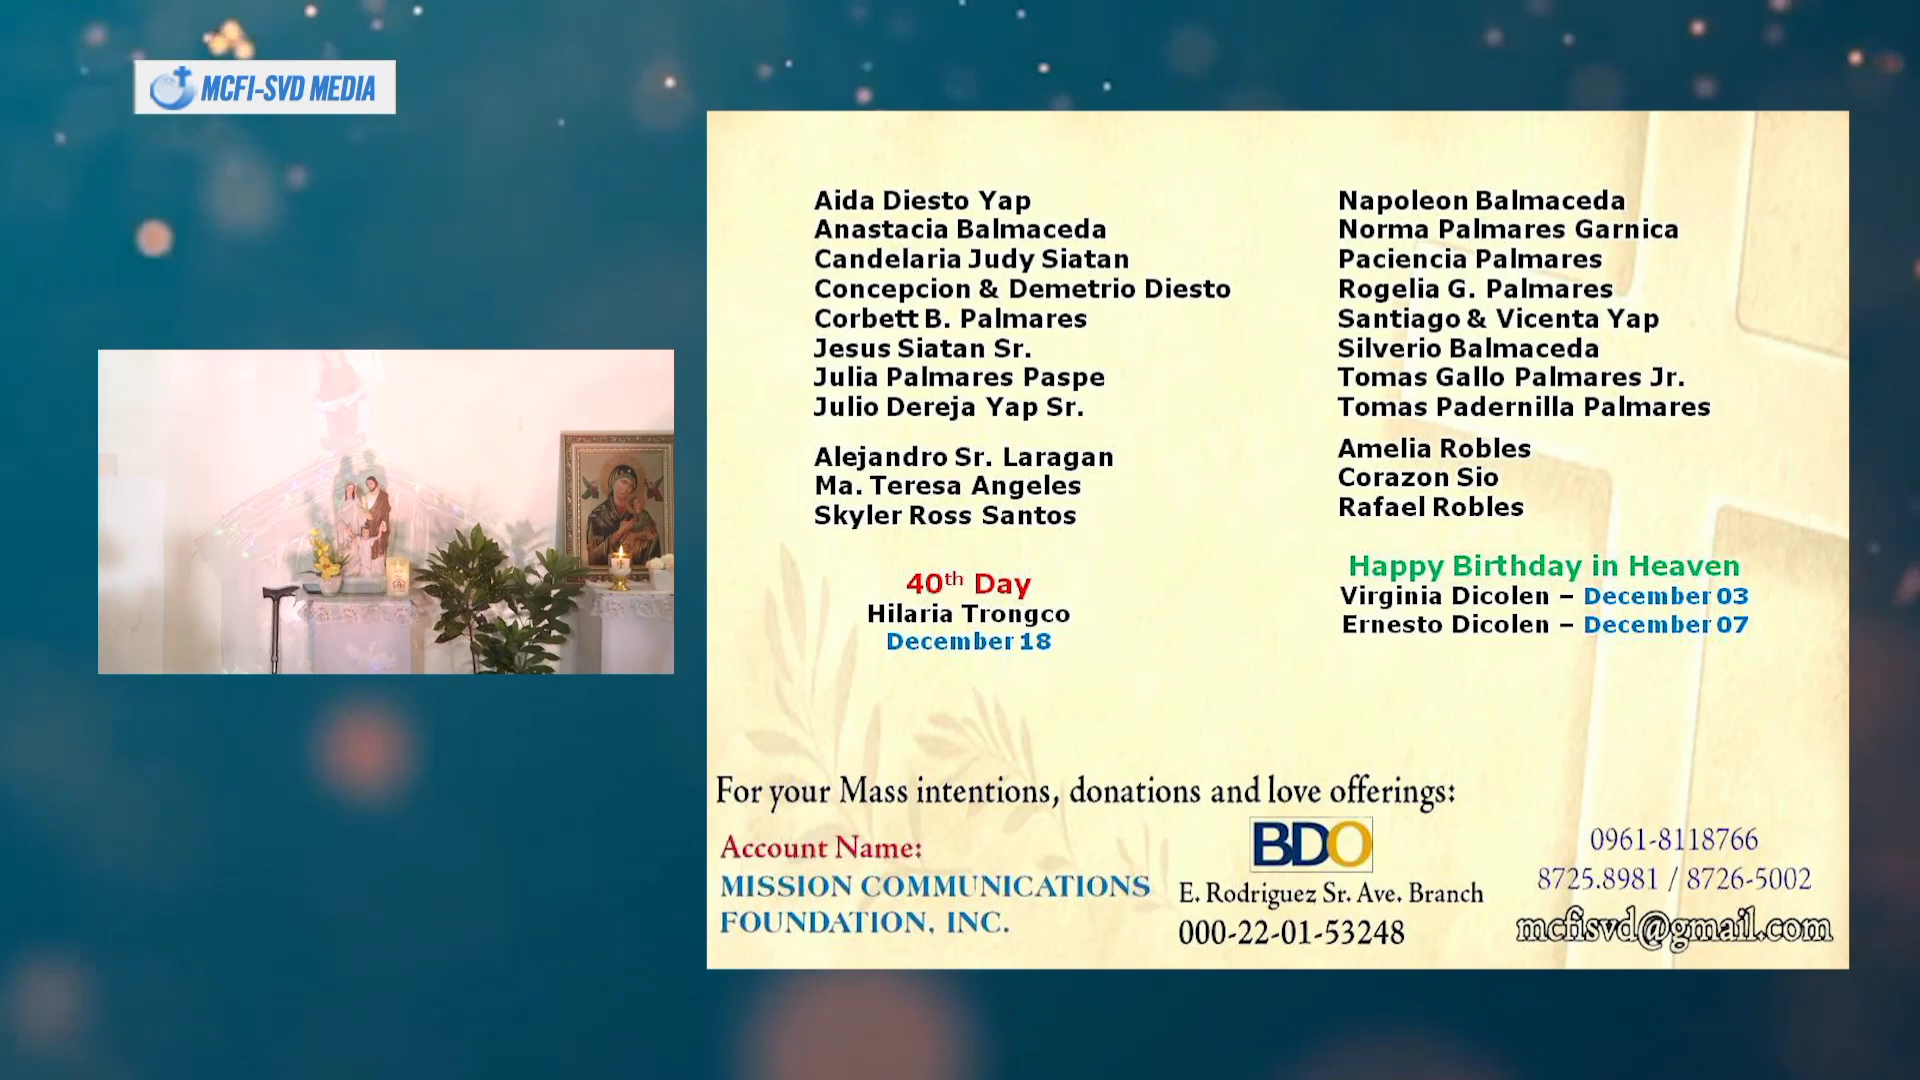 MCFI-SVD MEDIA
Aida Diesto Yap
Anastacia Balmaceda
Candelaria Judy Siatan
Concepcion & Demetrio Diesto
Corbett B. Palmares
Jesus Siatan Sr.
Julia Palmares Paspe
Julio Dereja Yap Sr.
Alejandro Sr. Laragan
Ma. Teresa Angeles
Skyler Ross Santos
40th Day
Hilaria Trongco
December 18
Napoleon Balmaceda
Norma Palmares Garnica
Paciencia Palmares
Rogelia G. Palmares
Santiago & Vicenta Yap
Silverio Balmaceda
Tomas Gallo Palmares Jr.
Tomas Padernilla Palmares
Amelia Robles
Corazon Sio
Rafael Robles
Happy Birthday in Heaven
Virginia Dicolen – December 03
Ernesto Dicolen – December 07
For your Mass intentions, donations and love offerings:
Account Name:
MISSION COMMUNICATIONS
FOUNDATION, INC.
BDO
E. Rodriguez Sr. Ave. Branch
000-22-01-53248
0961-8118766
8725.8981 / 8726-5002
mcfisvd@gmail.com